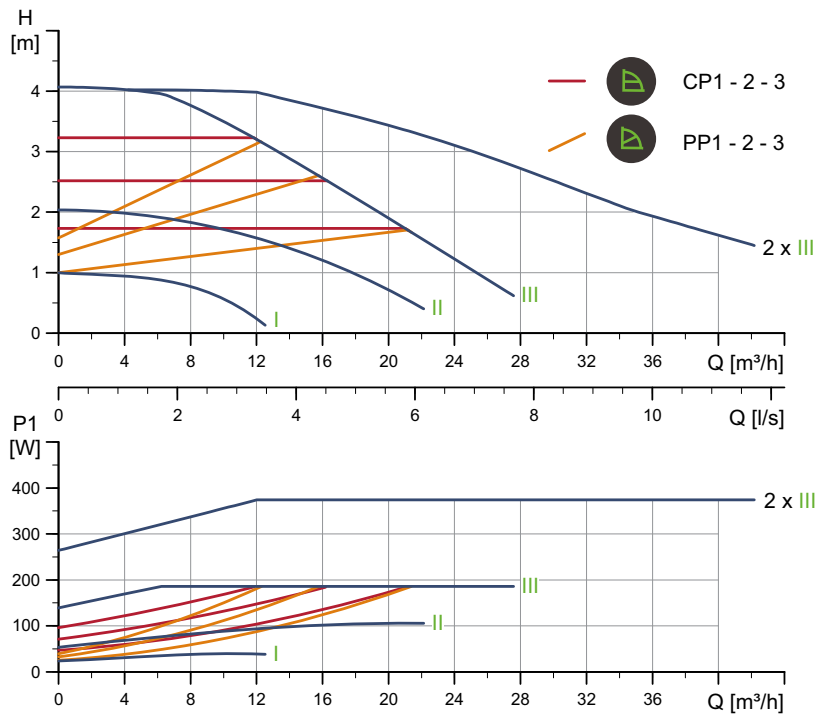 H
[m]
4
3
2
1
0
CP1 - 2 - 3
PP1 - 2 - 3
2 x III
III
II
I
0 4 8 12 16 20 24 28 32 36 Q [m³/h]
0 2 4 6 8 10 Q [l/s]
P1
[W]
400
300
200
100
0
2 x III
III
II
I
0 4 8 12 16 20 24 28 32 36 Q [m³/h]